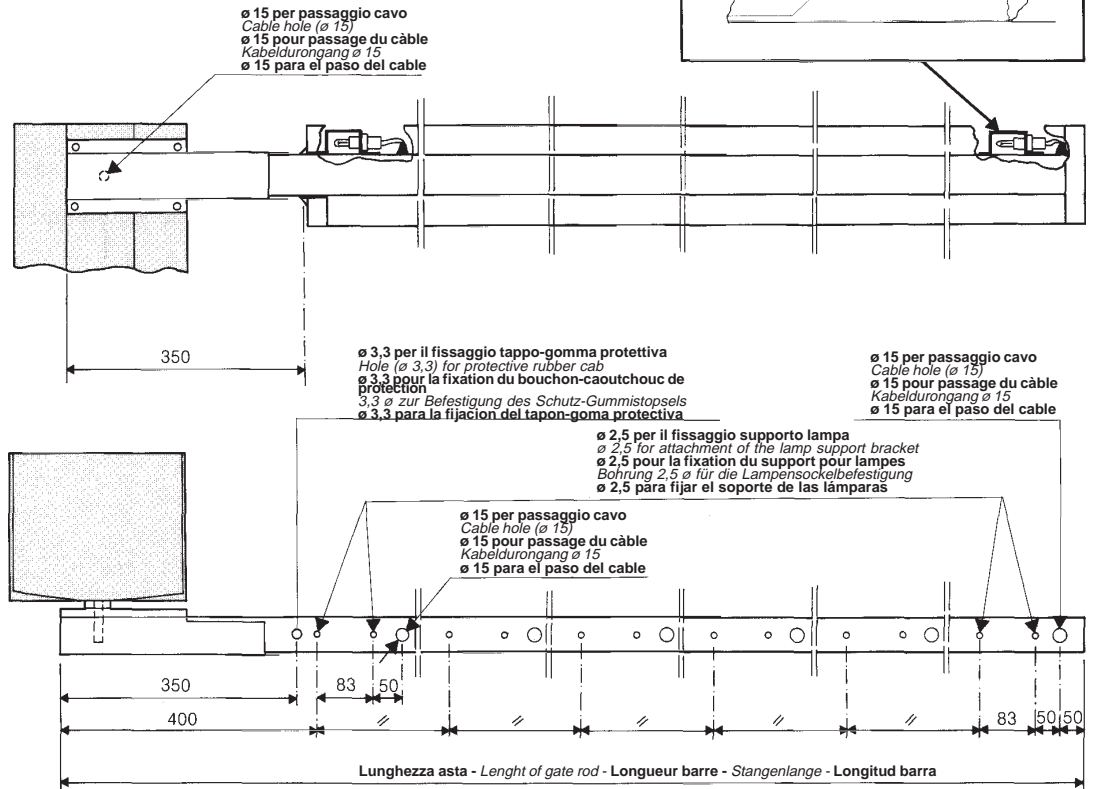 ø 15 per passaggio cavo
Cable hole (ø 15)
ø 15 pour passage du càble
Kabeldurongang ø 15
ø 15 para el paso del cable
350
ø 3,3 per il fissaggio tappo-gomma protettiva
Hole (ø 3,3) for protective rubber cab
ø 3,3 pour la fixation du bouchon-caoutchouc de
protection
3,3 ø zur Befestigung des Schutz-Gummistopsels
ø 3,3 para la fijacion del tapon-goma protectiva
ø 15 per passaggio cavo
Cable hole (ø 15)
ø 15 pour passage du càble
Kabeldurongang ø 15
ø 15 para el paso del cable
ø 2,5 per il fissaggio supporto lampa
ø 2,5 for attachment of the lamp support bracket
ø 2,5 pour la fixation du support pour lampes
Bohrung 2,5 ø für die Lampensockelbefestigung
ø 2,5 para fijar el soporte de las lámparas
ø 15 per passaggio cavo
Cable hole (ø 15)
ø 15 pour passage du càble
Kabeldurongang ø 15
ø 15 para el paso del cable
350 83 50
400 // // // // // 83 50 50
Lunghezza asta - Lenght of gate rod - Longueur barre - Stangenlange - Longitud barra